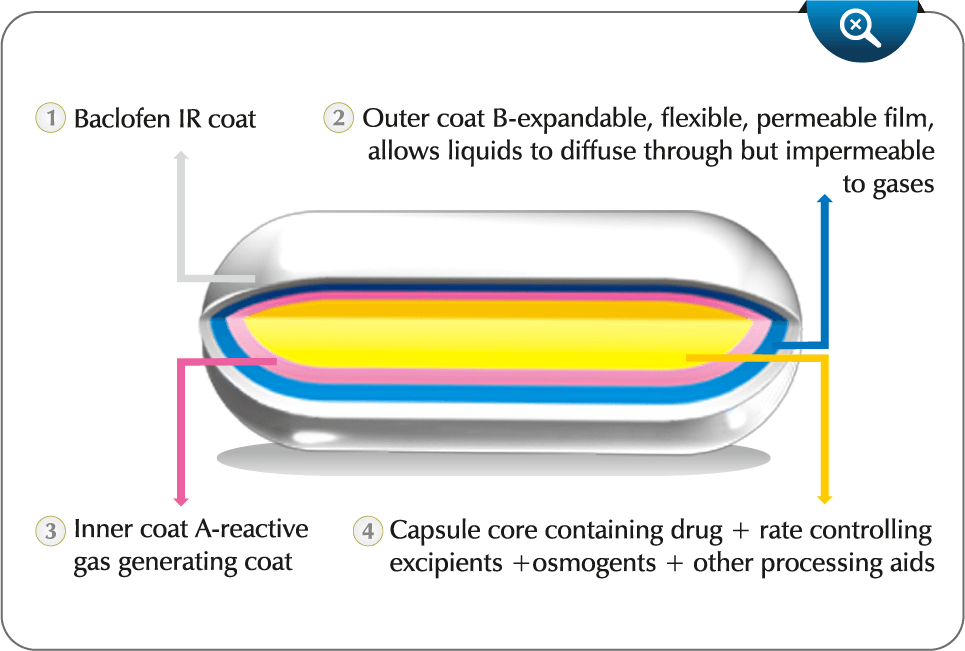 1 Baclofen IR coat
2 Outer coat B-expandable, flexible, permeable film,
allows liquids to diffuse through but impermeable
to gases
3 Inner coat A-reactive
gas generating coat
4 Capsule core containing drug + rate controlling
excipients +osmogents + other processing aids